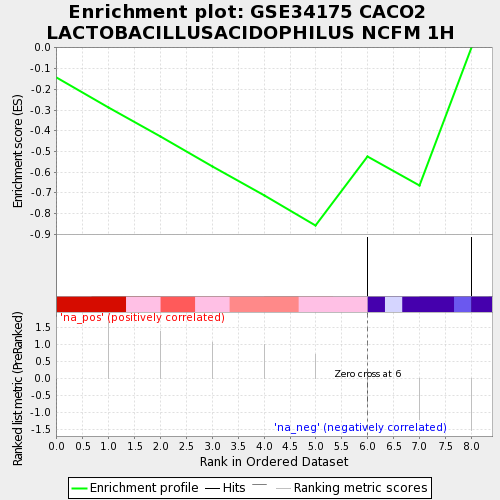 Enrichment plot: GSE34175 CACO2
LACTOBACILLUSACIDOPHILUS NCFM 1H
Enrichment score (ES)
0.0
-0.1
-0.2
-0.3
-0.4
-0.5
-0.6
-0.7
-0.8
-0.9
Ranked list metric (PreRanked)
1.5
1.0
0.5
0.0
-0.5
-1.0
-1.5
'na_pos' (positively correlated)
Zero cross at 6
'na_neg' (negatively correlated)
0.0 0.5 1.0 1.5 2.0 2.5 3.0 3.5 4.0 4.5 5.0 5.5 6.0 6.5 7.0 7.5 8.0
Rank in Ordered Dataset
Enrichment profile Hits Ranking metric scores